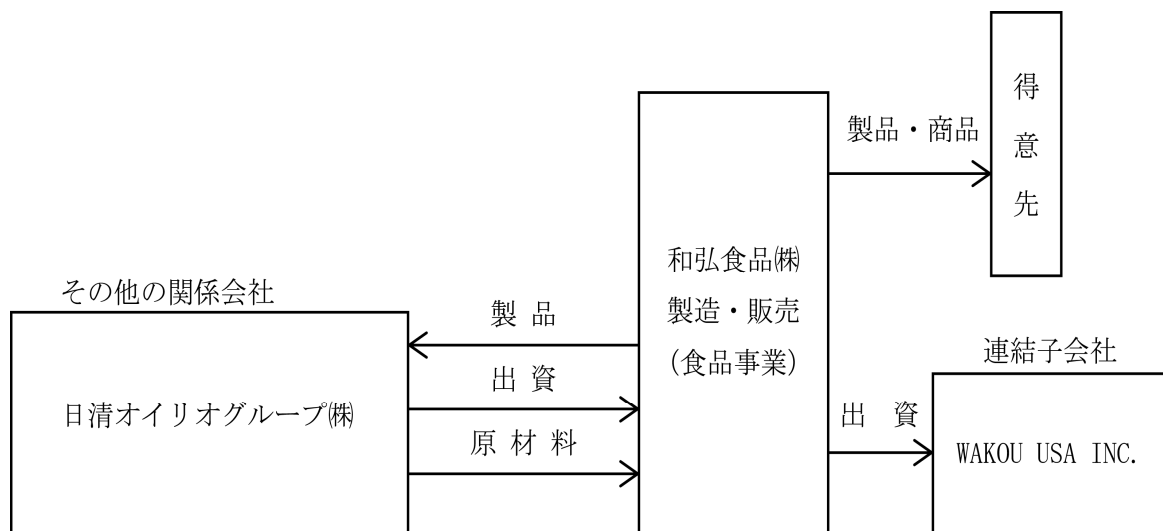 得意先
製品・商品
和弘食品㈱
製造・販売
(食品事業)
その他の関係会社
製品
出資
原材料
日清オイリオグループ㈱
連結子会社
出 資
WAKOU USA INC.